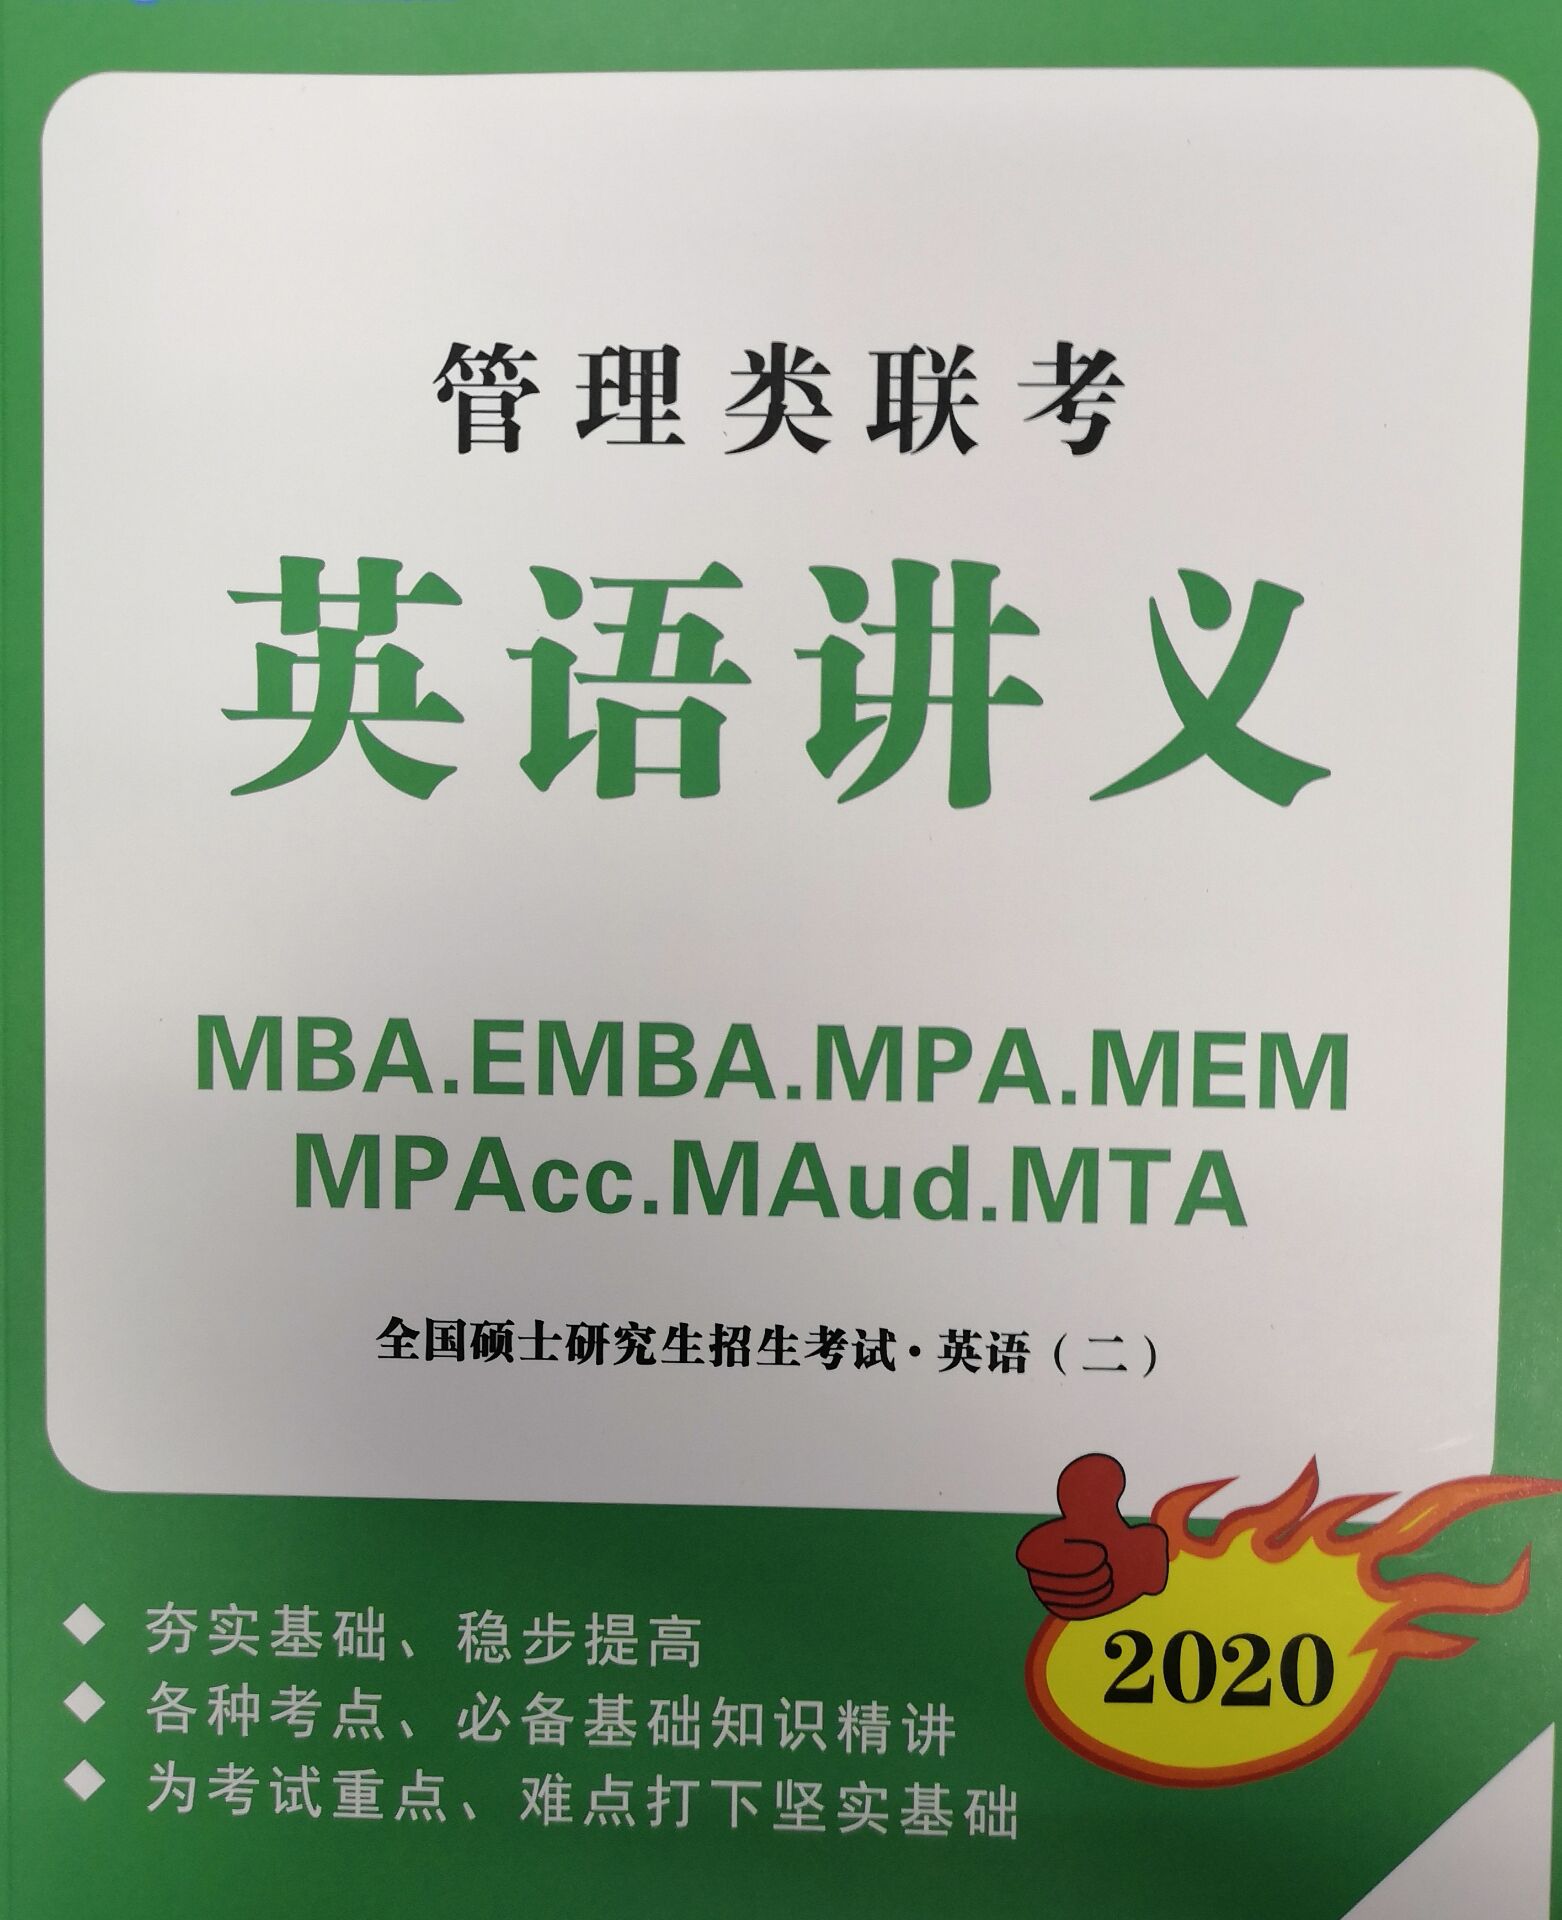 管理类联考
英语讲义
MBA.EMBA.MPA.MEM
MPAcc.MAud.MTA
全国硕士研究生招生考试·英语（二）
2020
◆ 夯实基础、稳步提高
◆ 各种考点、必备基础知识精讲
◆ 为考试重点、难点打下坚实基础